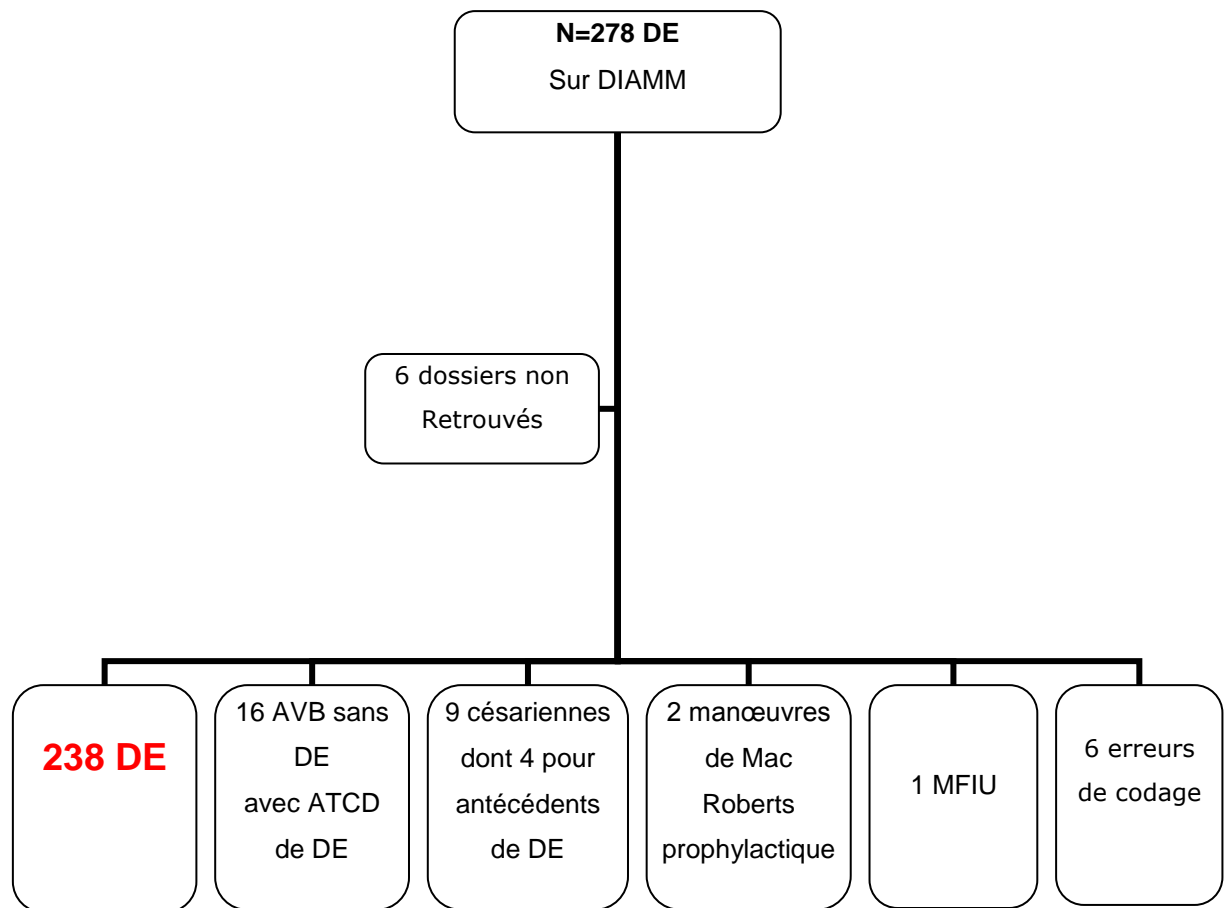 N=278 DE
Sur DIAMM
6 dossiers non
Retrouvés
238 DE
16 AVB sans
DE
avec ATCD
de DE
9 césariennes
dont 4 pour
antécédents
de DE
2 manœuvres
de Mac
Roberts
prophylactique
1 MFIU
6 erreurs
de codage